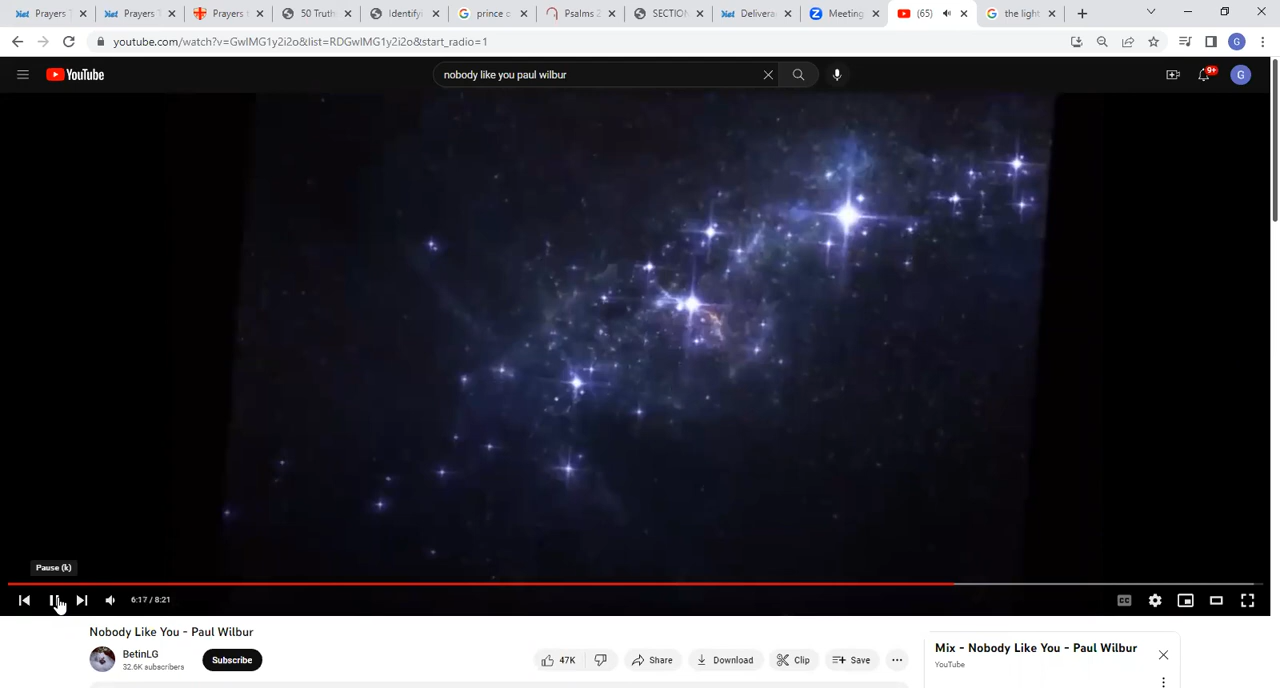 Prayers T
Prayers T
Prayers t
50 Truth
Identify
prince o
Psalms 2
SECTION
Delivera
Meeting
(65)
the light
youtube.com/watch?v=GwIMG1y2i2o&list=RDGwIMG1y2i2o&start_radio=1
G
YouTube
nobody like you paul wilbur
9+
G
Pause (k)
6:17 / 8:21
CC
Nobody Like You - Paul Wilbur
BetinLG
32.6K subscribers
Subscribe
47K
Share
Download
Clip
Save
Mix - Nobody Like You - Paul Wilbur
YouTube